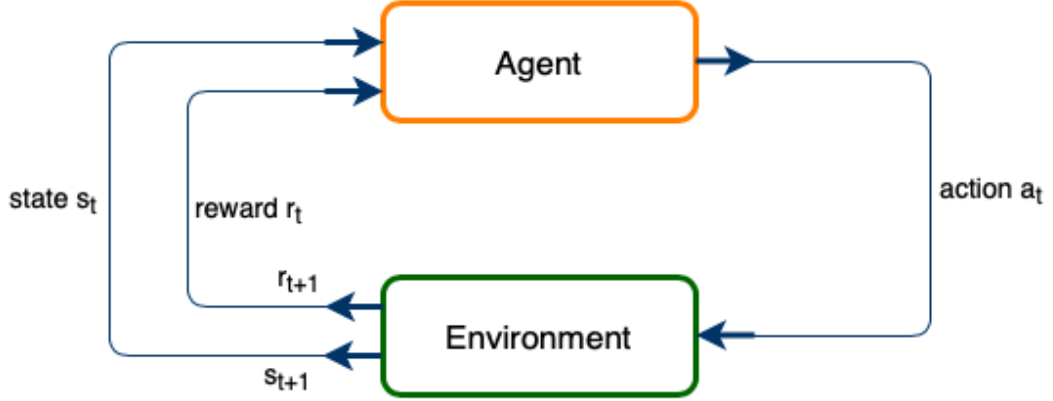 Agent
state sₜ
reward rₜ
action aₜ
rₜ₊₁
Environment
sₜ₊₁